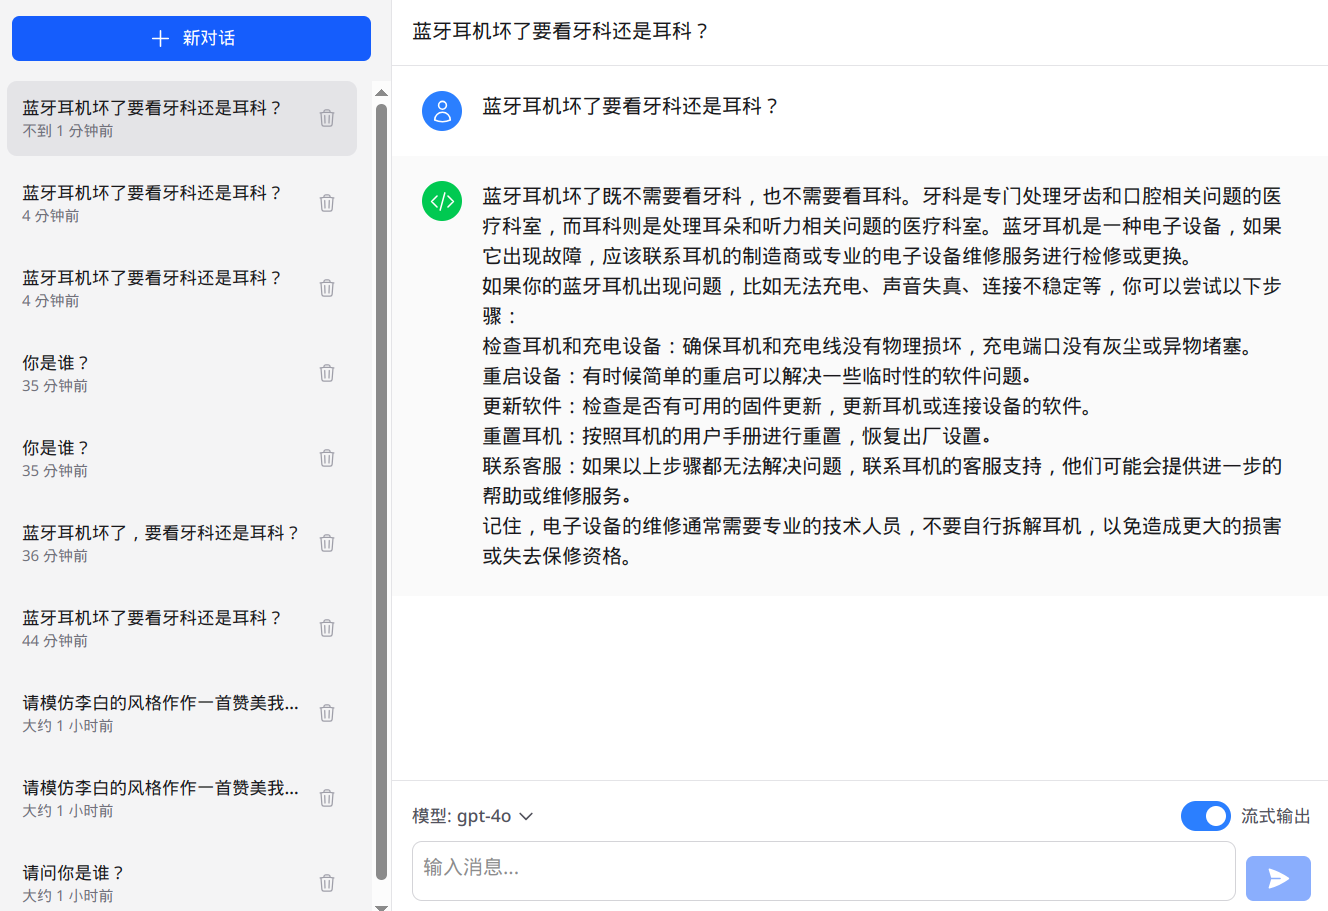 新对话
蓝牙耳机坏了要看牙科还是耳科？
不到 1 分钟前
蓝牙耳机坏了要看牙科还是耳科？
4 分钟前
蓝牙耳机坏了要看牙科还是耳科？
4 分钟前
你是谁？
35 分钟前
你是谁？
35 分钟前
蓝牙耳机坏了，要看牙科还是耳科？
36 分钟前
蓝牙耳机坏了要看牙科还是耳科？
44 分钟前
请模仿李白的风格作作一首赞美我...
大约 1 小时前
请模仿李白的风格作作一首赞美我...
大约 1 小时前
请问你是谁？
大约 1 小时前
蓝牙耳机坏了要看牙科还是耳科？
蓝牙耳机坏了要看牙科还是耳科？
蓝牙耳机坏了既不需要看牙科，也不需要看耳科。牙科是专门处理牙齿和口腔相关问题的医
疗科室，而耳科则是处理耳朵和听力相关问题的医疗科室。蓝牙耳机是一种电子设备，如果
它出现故障，应该联系耳机的制造商或专业的电子设备维修服务进行检修或更换。
如果你的蓝牙耳机出现问题，比如无法充电、声音失真、连接不稳定等，你可以尝试以下步
骤：
检查耳机和充电设备：确保耳机和充电线没有物理损坏，充电端口没有灰尘或异物堵塞。
重启设备：有时候简单的重启可以解决一些临时性的软件问题。
更新软件：检查是否有可用的固件更新，更新耳机或连接设备的软件。
重置耳机：按照耳机的用户手册进行重置，恢复出厂设置。
联系客服：如果以上步骤都无法解决问题，联系耳机的客服支持，他们可能会提供进一步的
帮助或维修服务。
记住，电子设备的维修通常需要专业的技术人员，不要自行拆解耳机，以免造成更大的损害
或失去保修资格。
模型: gpt-4o
流式输出
输入消息...